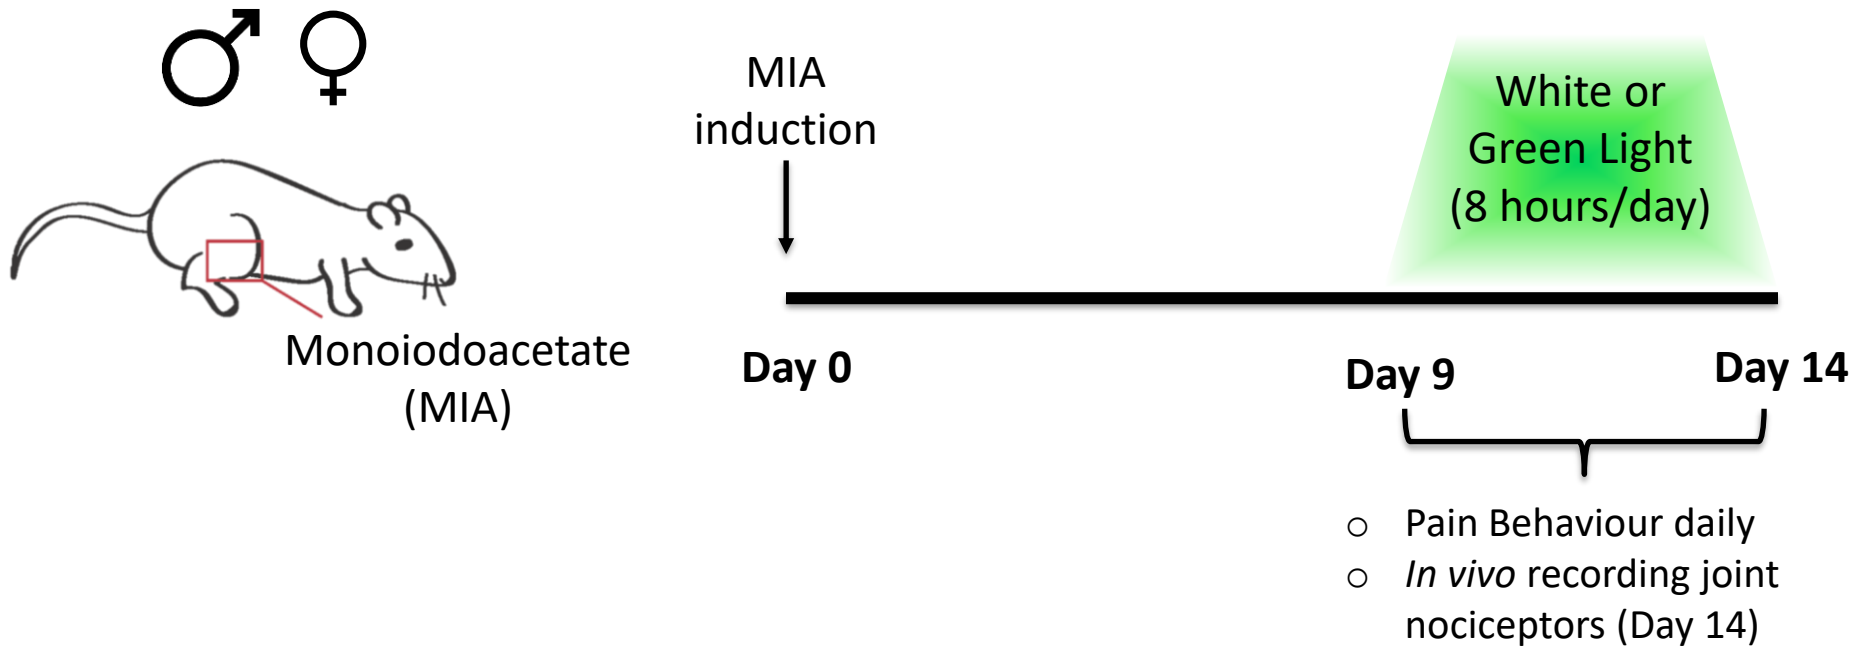 Monoiodoacetate
(MIA)
MIA
induction
White or
Green Light
(8 hours/day)
Day 0
Day 9
Day 14
○ Pain Behaviour daily
○ In vivo recording joint
nociceptors (Day 14)